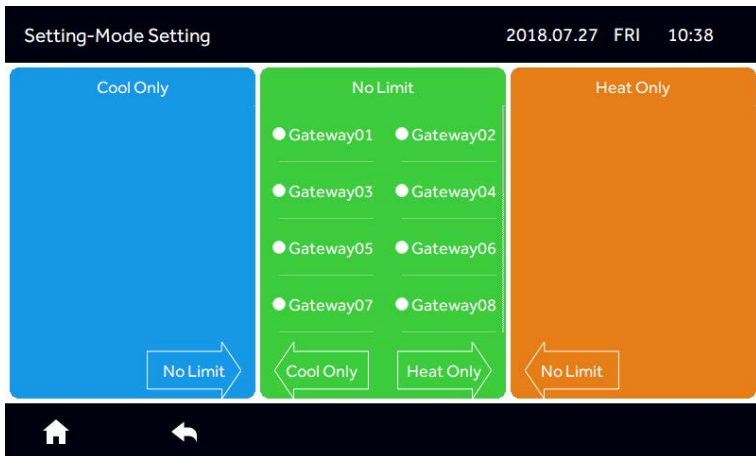 Setting-Mode Setting 2018.07.27 FRI 10:38
Cool Only
No Limit
No Limit
Gateway01 Gateway02
Gateway03 Gateway04
Gateway05 Gateway06
Gateway07 Gateway08
Cool Only Heat Only
Heat Only
No Limit